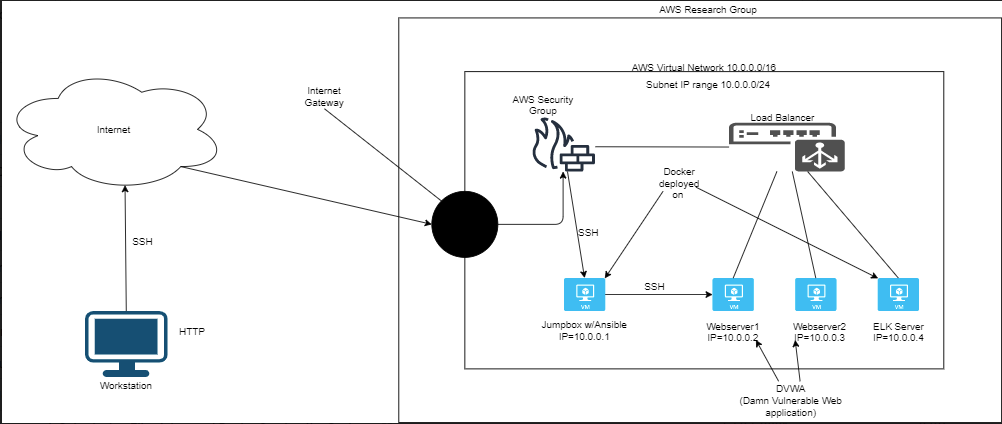 AWS Research Group
AWS Virtual Network 10.0.0.0/16
Subnet IP range 10.0.0.0/24
Internet
Gateway
AWS Security
Group
Load Balancer
Internet
Docker
deployed
on
SSH
SSH
SSH
VM
VM
VM
VM
HTTP
Jumpbox w/Ansible
IP=10.0.0.1
Webserver1
IP=10.0.0.2
Webserver2
IP=10.0.0.3
ELK Server
IP=10.0.0.4
Workstation
DVWA
(Damn Vulnerable Web
application)